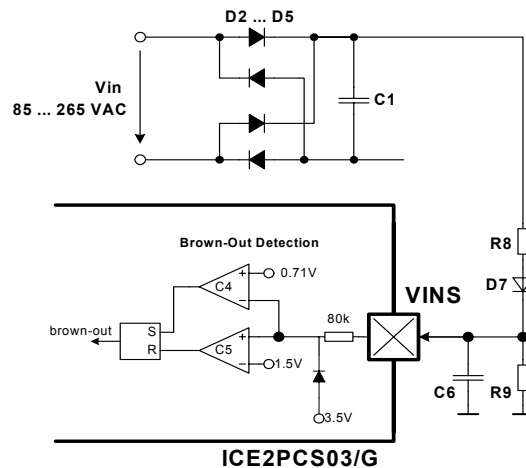 D2 ... D5
Vin
85 ... 265 VAC
C1
R8
Brown-Out Detection
D7
C4
0.71V
VINS
80k
brown-out
S
R
C5
1.5V
C6
R9
3.5V
ICE2PCS03/G